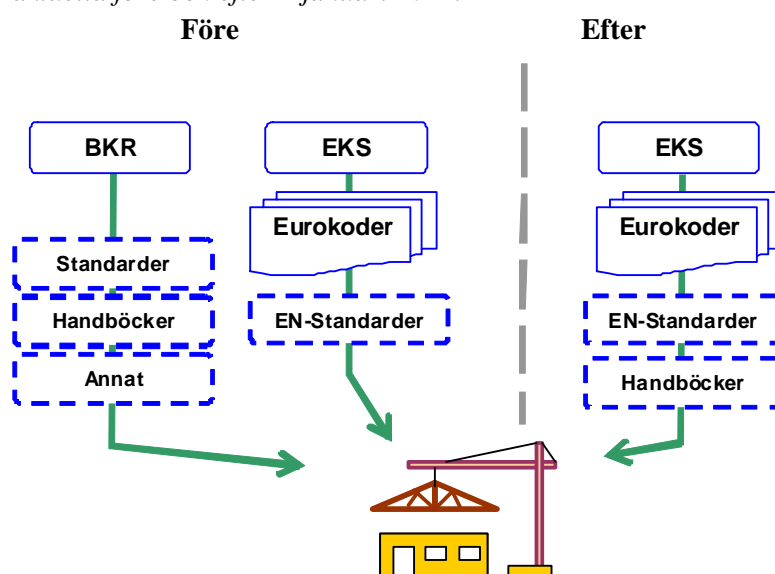 Före
Efter
BKR
Standarder
Handböcker
Annat
EKS
Eurokoder
EN-Standarder
EKS
Eurokoder
EN-Standarder
Handböcker